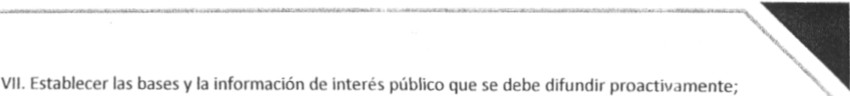 VII. Establecer las bases y la información de interés público que se debe difundir proactivamente;